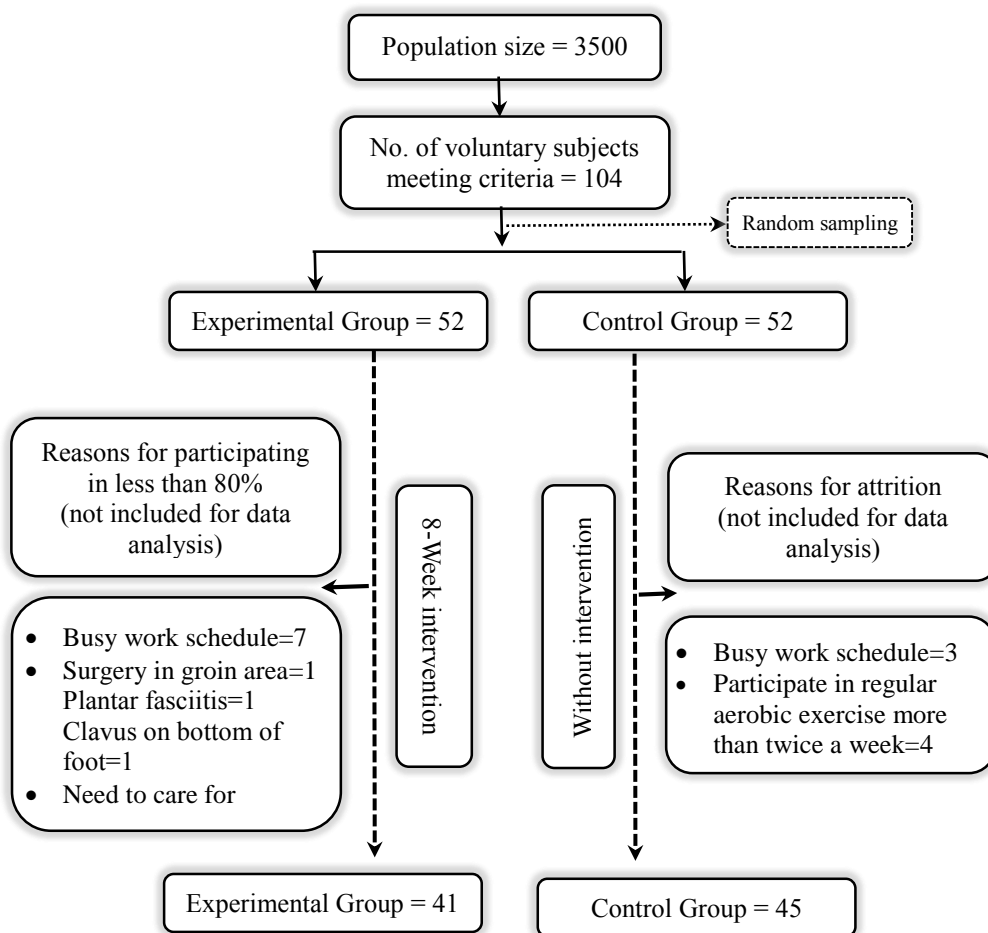 Population size = 3500
No. of voluntary subjects
meeting criteria = 104
Random sampling
Experimental Group = 52
Control Group = 52
Reasons for participating
in less than 80%
(not included for data
analysis)
8-Week intervention
Without intervention
Reasons for attrition
(not included for data
analysis)
• Busy work schedule=7
• Surgery in groin area=1
Plantar fasciitis=1
Clavus on bottom of
foot=1
• Need to care for
• Busy work schedule=3
• Participate in regular
aerobic exercise more
than twice a week=4
Experimental Group = 41
Control Group = 45